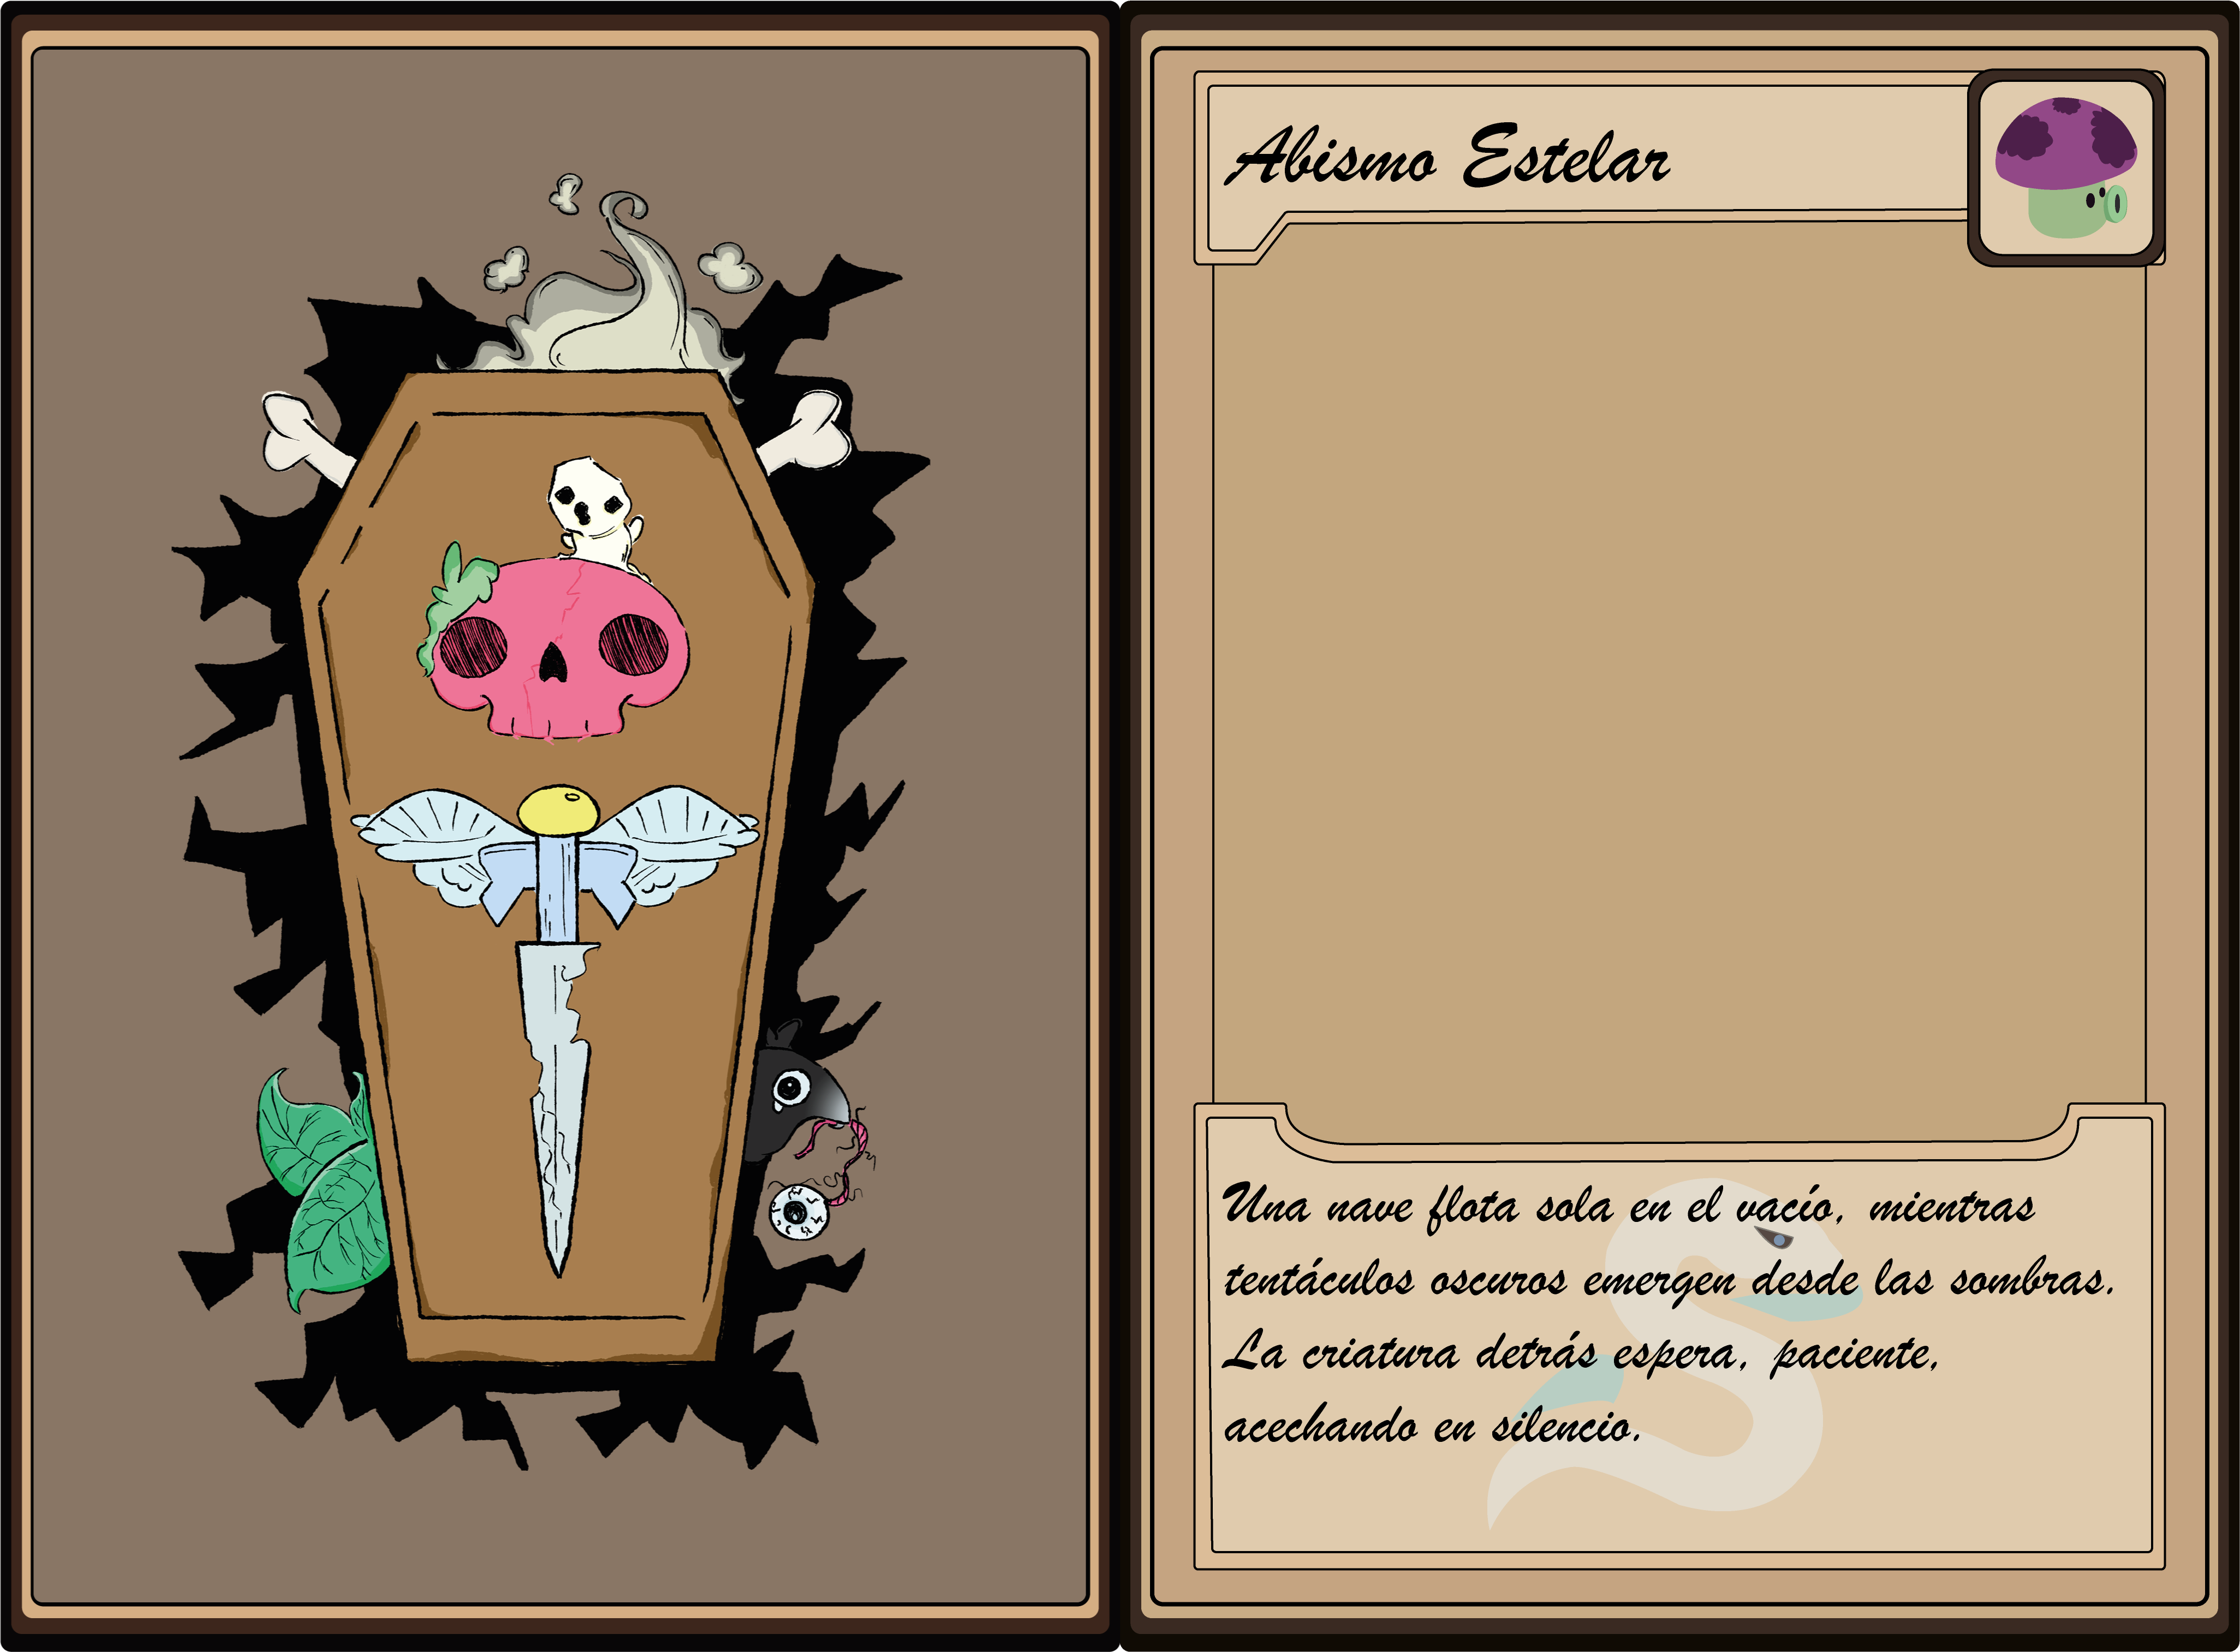 Abismo Estelar
Una nave flota sola en el vacío, mientras
tentáculos oscuros emergen desde las sombras.
La criatura detrás espera, paciente,
acechando en silencio.